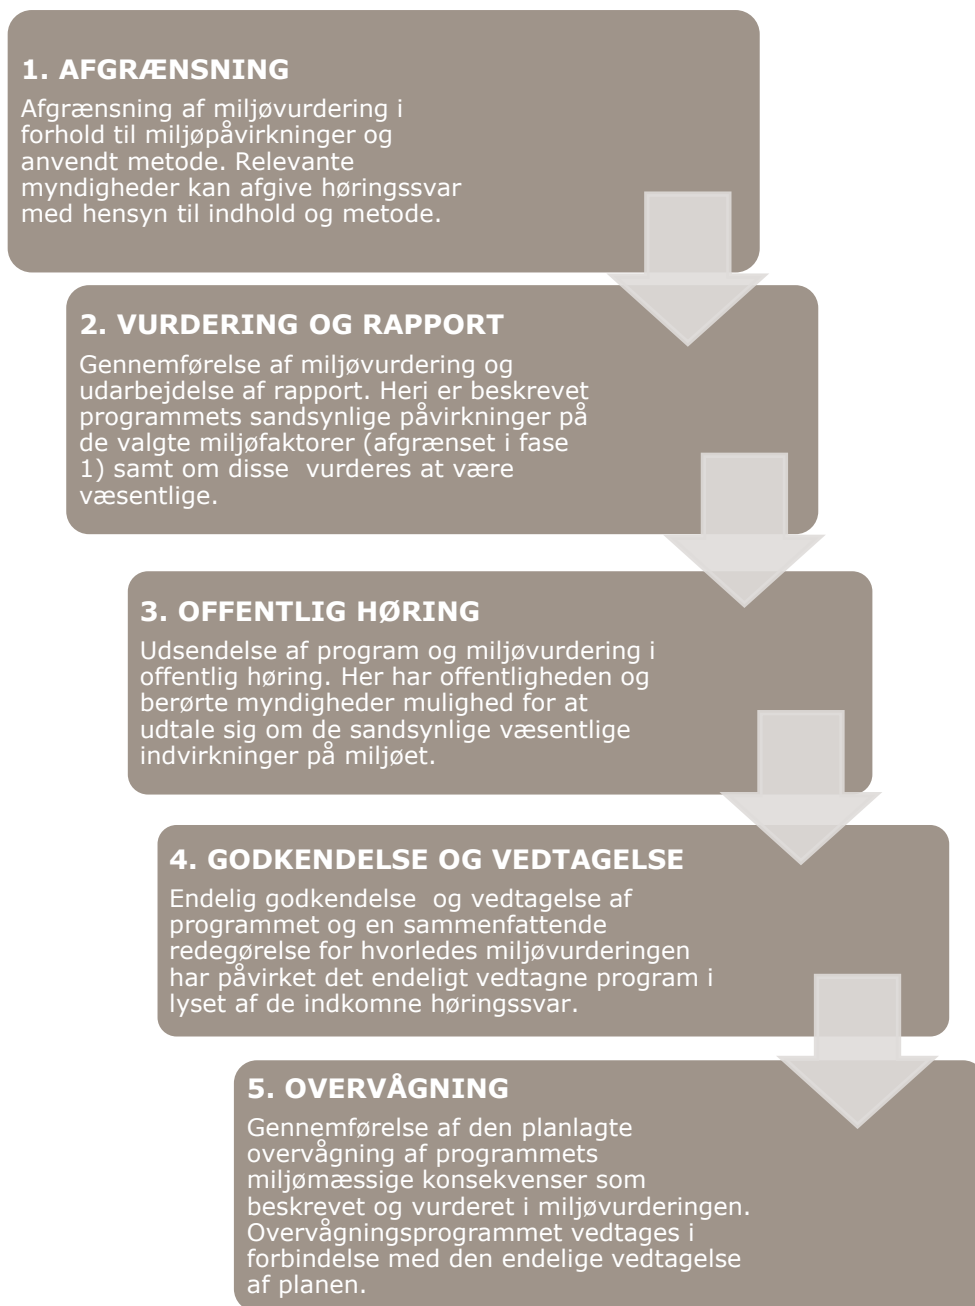 1. AFGRÆNSNING
Afgrænsning af miljøvurdering i
forhold til miljøpåvirkninger og
anvendt metode. Relevante
myndigheder kan afgive høringssvar
med hensyn til indhold og metode.
2. VURDERING OG RAPPORT
Gennemførelse af miljøvurdering og
udarbejdelse af rapport. Heri er beskrevet
programmets sandsynlige påvirkninger på
de valgte miljøfaktorer (afgrænset i fase
1) samt om disse  vurderes at være
væsentlige.
3. OFFENTLIG HØRING
Udsendelse af program og miljøvurdering i
offentlig høring. Her har offentligheden og
berørte myndigheder mulighed for at
udtale sig om de sandsynlige væsentlige
indvirkninger på miljøet.
4. GODKENDELSE OG VEDTAGELSE
Endelig godkendelse  og vedtagelse af
programmet og en sammenfattende
redegørelse for hvorledes miljøvurderingen
har påvirket det endeligt vedtagne program i
lyset af de indkomne høringssvar.
5. OVERVÅGNING
Gennemførelse af den planlagte
overvågning af programmets
miljømæssige konsekvenser som
beskrevet og vurderet i miljøvurderingen.
Overvågningsprogrammet vedtages i
forbindelse med den endelige vedtagelse
af planen.